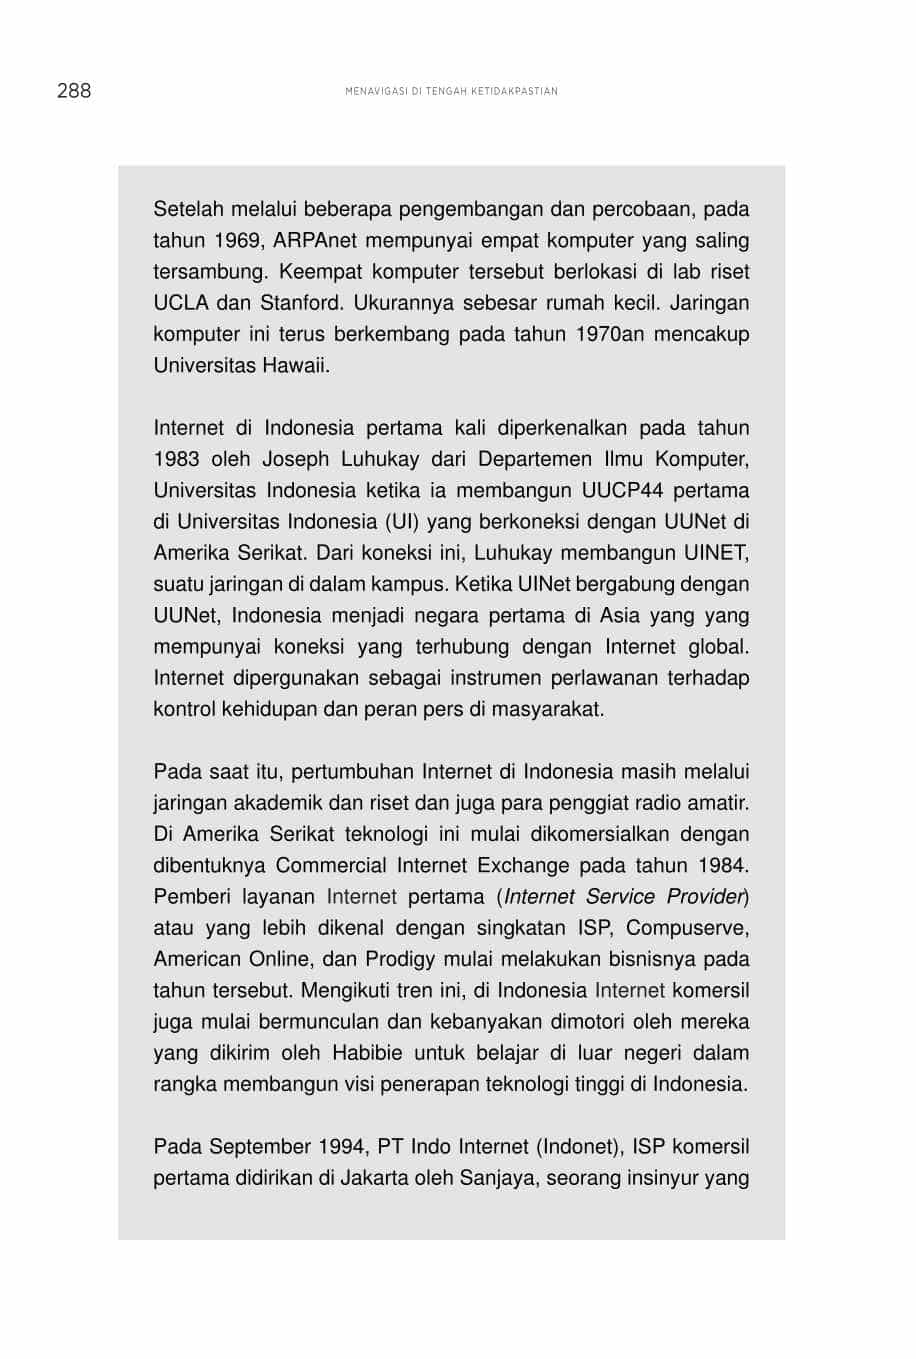 288
MENAVIGASI DI TENGAH KETIDAKPASTIAN
Setelah melalui beberapa pengembangan dan percobaan, pada
tahun 1969, ARPAnet mempunyai empat komputer yang saling
tersambung. Keempat komputer tersebut berlokasi di lab riset
UCLA dan Stanford. Ukurannya sebesar rumah kecil. Jaringan
komputer ini terus berkembang pada tahun 1970an mencakup
Universitas Hawaii.
Internet di Indonesia pertama kali diperkenalkan pada tahun
1983 oleh Joseph Luhukay dari Departemen Ilmu Komputer,
Universitas Indonesia ketika ia membangun UUCP44 pertama
di Universitas Indonesia (UI) yang berkoneksi dengan UUNet di
Amerika Serikat. Dari koneksi ini, Luhukay membangun UINET,
suatu jaringan di dalam kampus. Ketika UINet bergabung dengan
UUNet, Indonesia menjadi negara pertama di Asia yang yang
mempunyai koneksi yang terhubung dengan Internet global.
Internet dipergunakan sebagai instrumen perlawanan terhadap
kontrol kehidupan dan peran pers di masyarakat.
Pada saat itu, pertumbuhan Internet di Indonesia masih melalui
jaringan akademik dan riset dan juga para penggiat radio amatir.
Di Amerika Serikat teknologi ini mulai dikomersialkan dengan
dibentuknya Commercial Internet Exchange pada tahun 1984.
Pemberi layanan Internet pertama (Internet Service Provider)
atau yang lebih dikenal dengan singkatan ISP, Compuserve,
American Online, dan Prodigy mulai melakukan bisnisnya pada
tahun tersebut. Mengikuti tren ini, di Indonesia Internet komersil
juga mulai bermunculan dan kebanyakan dimotori oleh mereka
yang dikirim oleh Habibie untuk belajar di luar negeri dalam
rangka membangun visi penerapan teknologi tinggi di Indonesia.
Pada September 1994, PT Indo Internet (Indonet), ISP komersil
pertama didirikan di Jakarta oleh Sanjaya, seorang insinyur yang